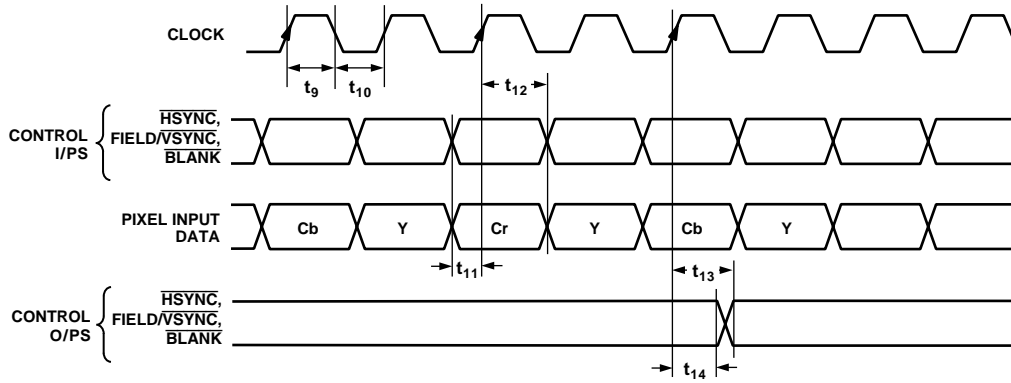 CLOCK
t9
t10
t12
CONTROL
I/PS
HSYNC,
FIELD/VSYNC,
BLANK
PIXEL INPUT
DATA
Cb
Y
Cr
Y
Cb
Y
t11
t13
CONTROL
O/PS
HSYNC,
FIELD/VSYNC,
BLANK
t14